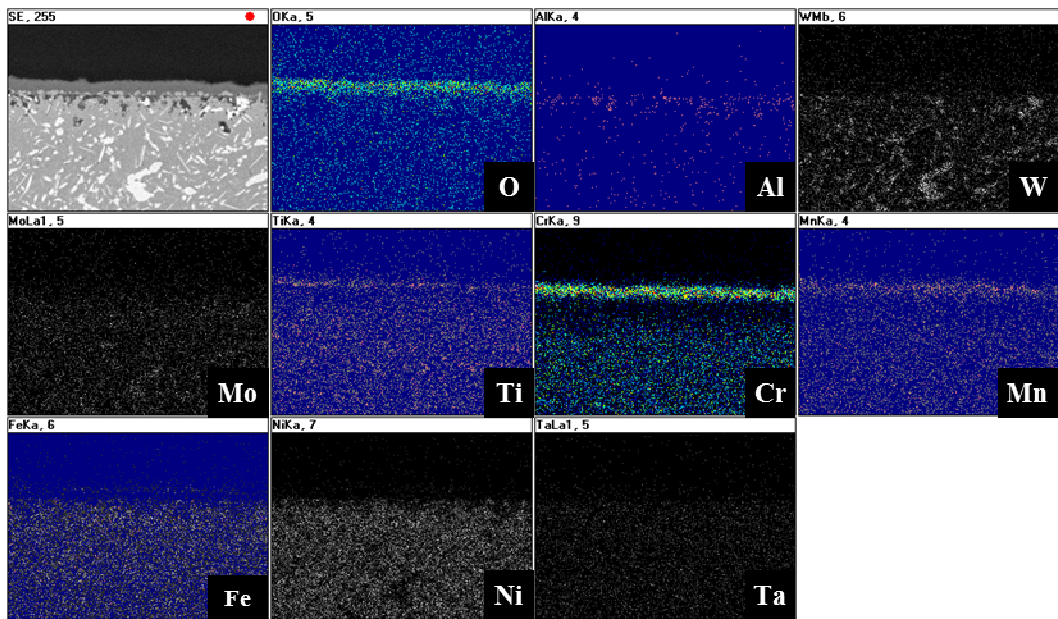 SE, 255
OKa, 5
AlKa, 4
WMb, 6
O
Al
W
MoLa1, 5
TiKa, 4
CrKa, 9
MnKa, 4
Mo
Ti
Cr
Mn
FeKa, 6
NiKa, 7
TaLa1, 5
Fe
Ni
Ta